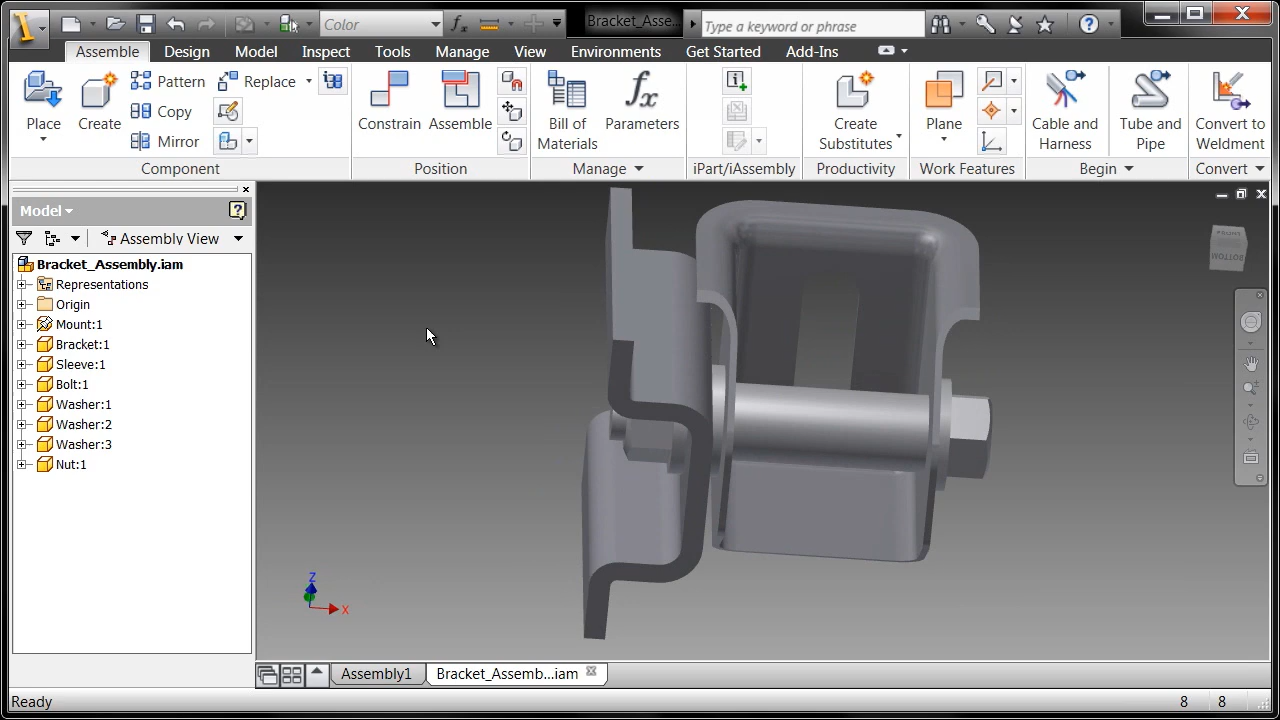 Color
Bracket_Asse...
Type a keyword or phrase
Assemble Design Model Inspect Tools Manage View Environments Get Started Add-Ins
Place
Create
Pattern
Copy
Mirror
Replace
Component
Constrain
Assemble
Position
Bill of
Materials
Parameters
Manage
iPart/iAssembly
Create
Substitutes
Productivity
Plane
Work Features
Cable and
Harness
Tube and
Pipe
Begin
Convert to
Weldment
Convert
Model
Assembly View
Bracket_Assembly.iam
Representations
Origin
Mount:1
Bracket:1
Sleeve:1
Bolt:1
Washer:1
Washer:2
Washer:3
Nut:1
BOTTOM
Z
X
Assembly1
Bracket_Assemb...iam
Ready
8 8